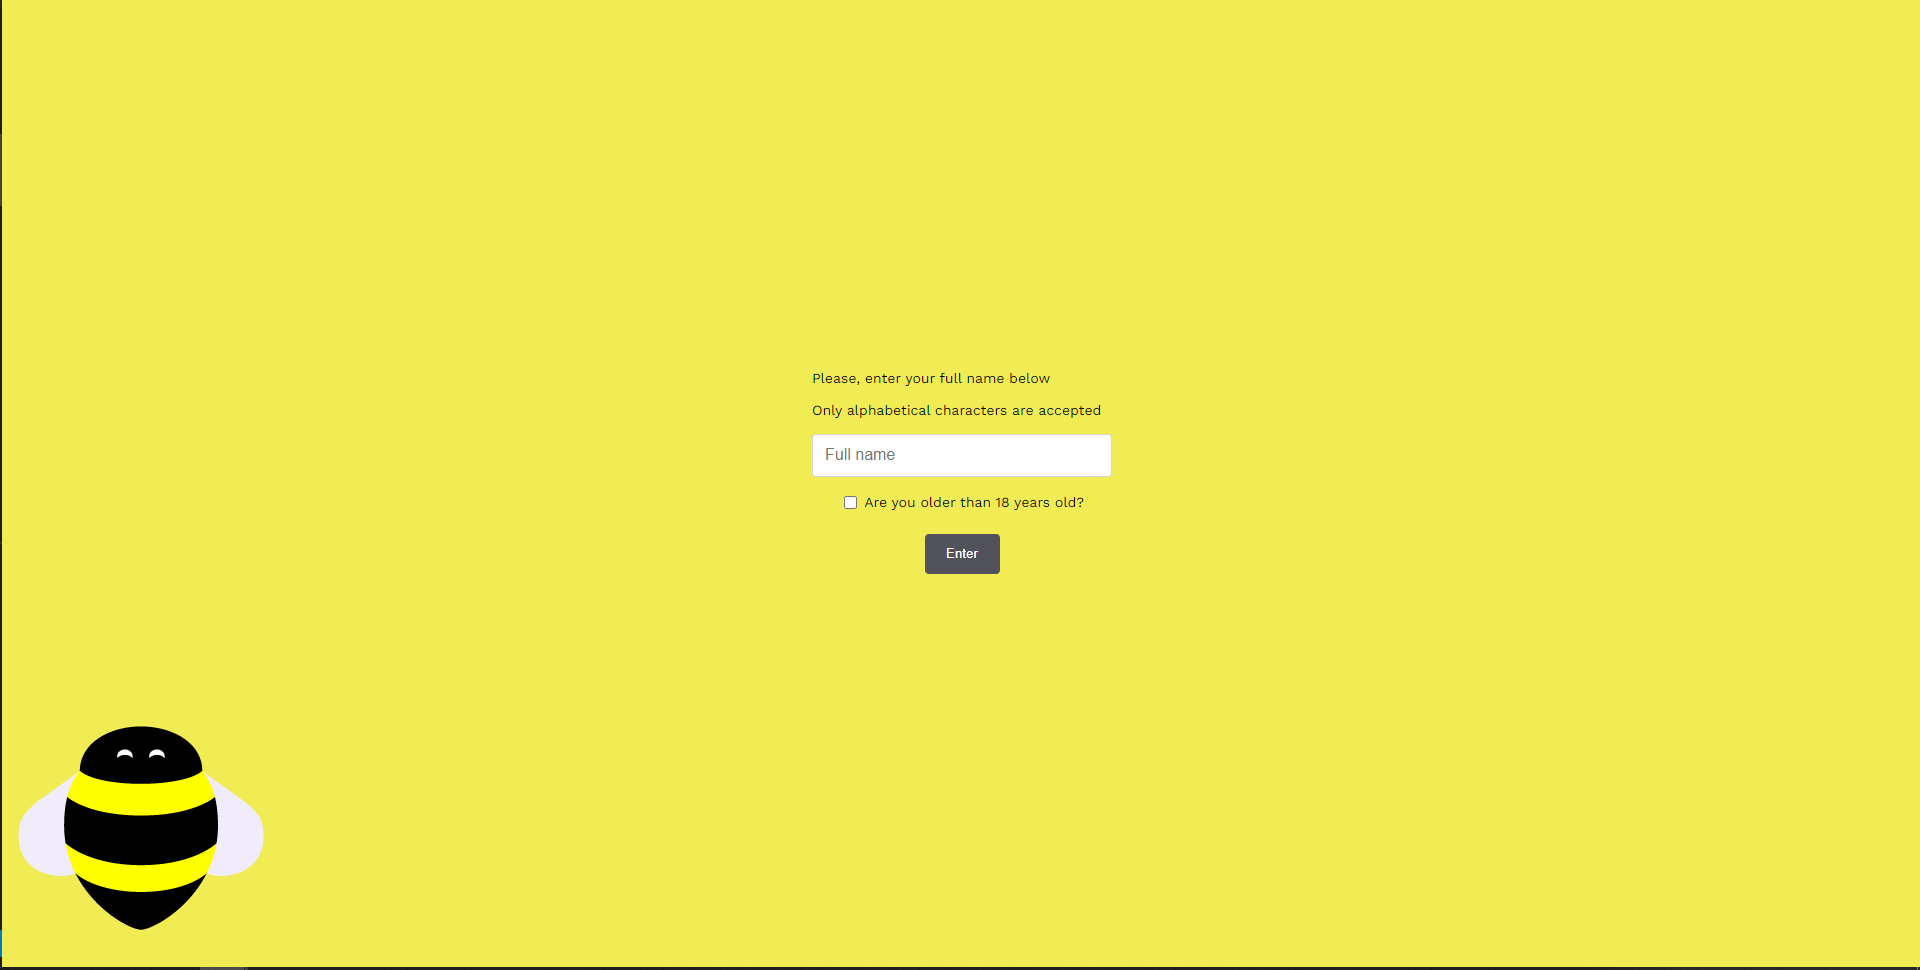 Please, enter your full name below
Only alphabetical characters are accepted
Full name
Are you older than 18 years old?
Enter